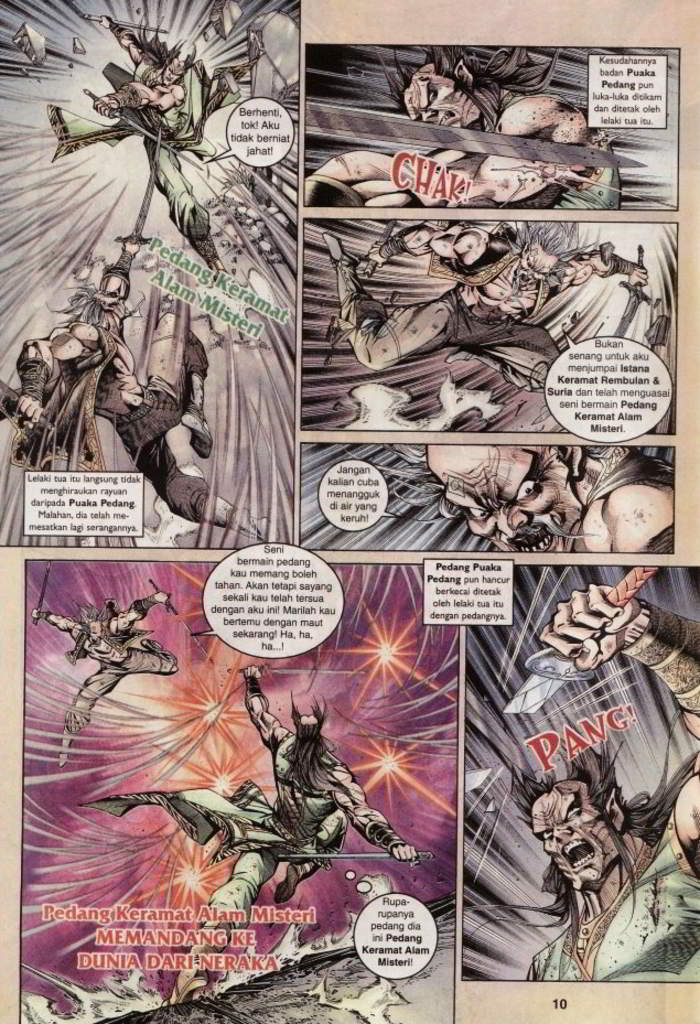 Berhenti,
tok! Aku
tidak berniat
jahat!
Pedang Keramat
Alam Misteri
Lelaki tua itu langsung tidak
menghiraukan rayuan
daripada Puaka Pedang.
Malahan, dia telah me-
mesatkan lagi serangannya.
Kesudahannya
badan Puaka
Pedang pun
luka-luka ditikam
dan ditetak oleh
lelaki tua itu.
CHAK!
Bukan
senang untuk aku
menjumpai Istana
Keramat Rembulan &
Suria dan telah menguasai
seni bermain Pedang
Keramat Alam
Misteri.
Jangan
kalian cuba
menangguk
di air yang
keruh!
Seni
bermain pedang
kau memang boleh
tahan. Akan tetapi sayang
sekali kau telah tersua
dengan aku ini! Marilah kau
bertemu dengan maut
sekarang! Ha, ha,
ha...!
Pedang Keramat Alam Misteri
MEMANDANG KE
DUNIA DARI NERAKA
Rupa-
rupanya
pedang dia
ini Pedang
Keramat Alam
Misteri!
Pedang Puaka
Pedang pun hancur
berkecai ditetak
oleh lelaki tua itu
dengan pedangnya.
PANG!
10